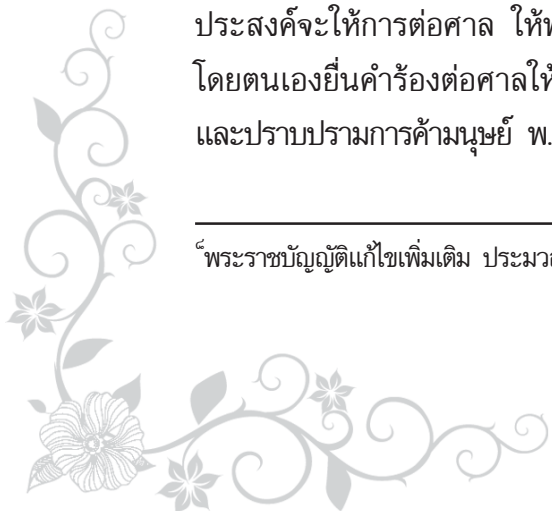 ประสงค์จะให้การต่อศาล ให้
โดยตนเองยื่นคำร้องต่อศาลให้
และปราบปรามการค้ามนุษย์ พ.
พระราชบัญญัติแก้ไขเพิ่มเติม ประมว